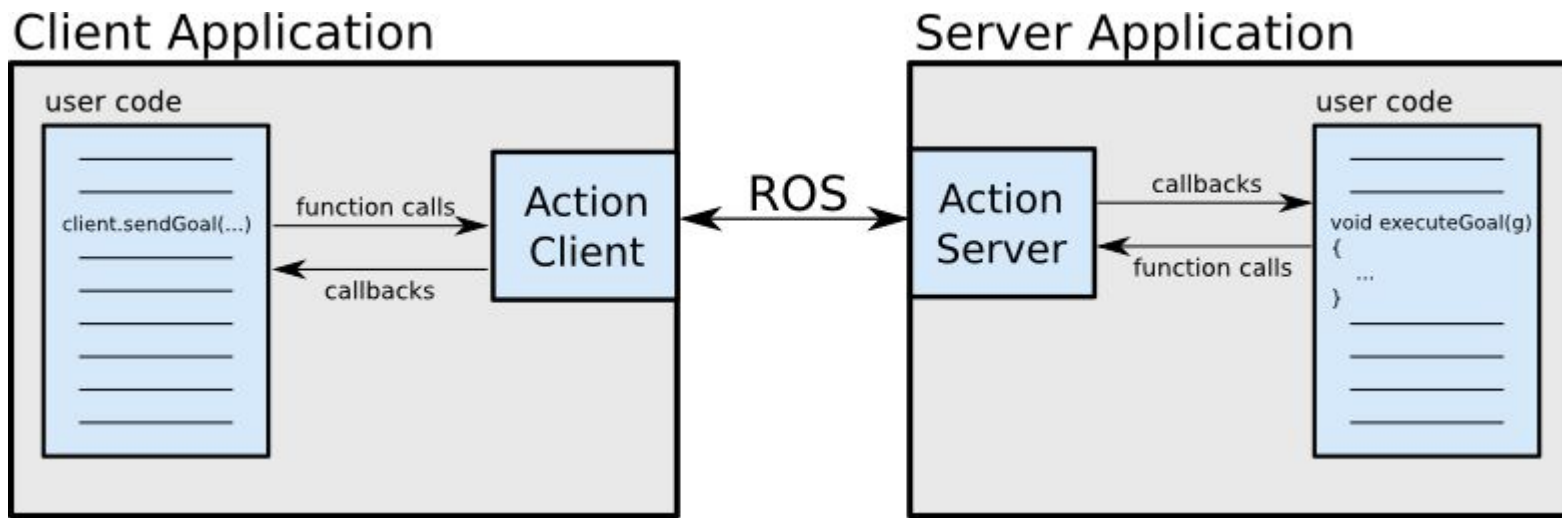 Client Application
user code
client.sendGoal(...)
function calls
callbacks
Action
Client
ROS
Server Application
Action
Server
callbacks
function calls
user code
void executeGoal(g)
{
...
}